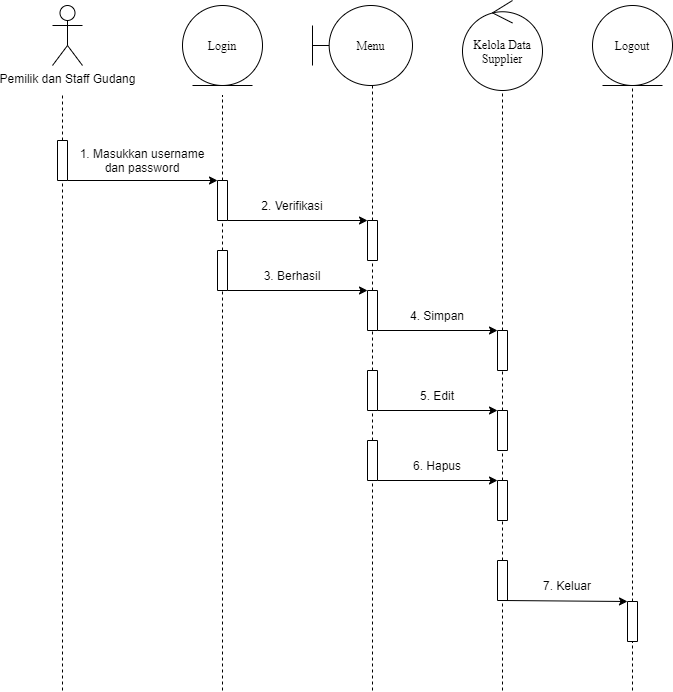 Pemilik dan Staff Gudang
Login
Menu
Kelola Data
Supplier
Logout
1. Masukkan username
dan password
2. Verifikasi
3. Berhasil
4. Simpan
5. Edit
6. Hapus
7. Keluar